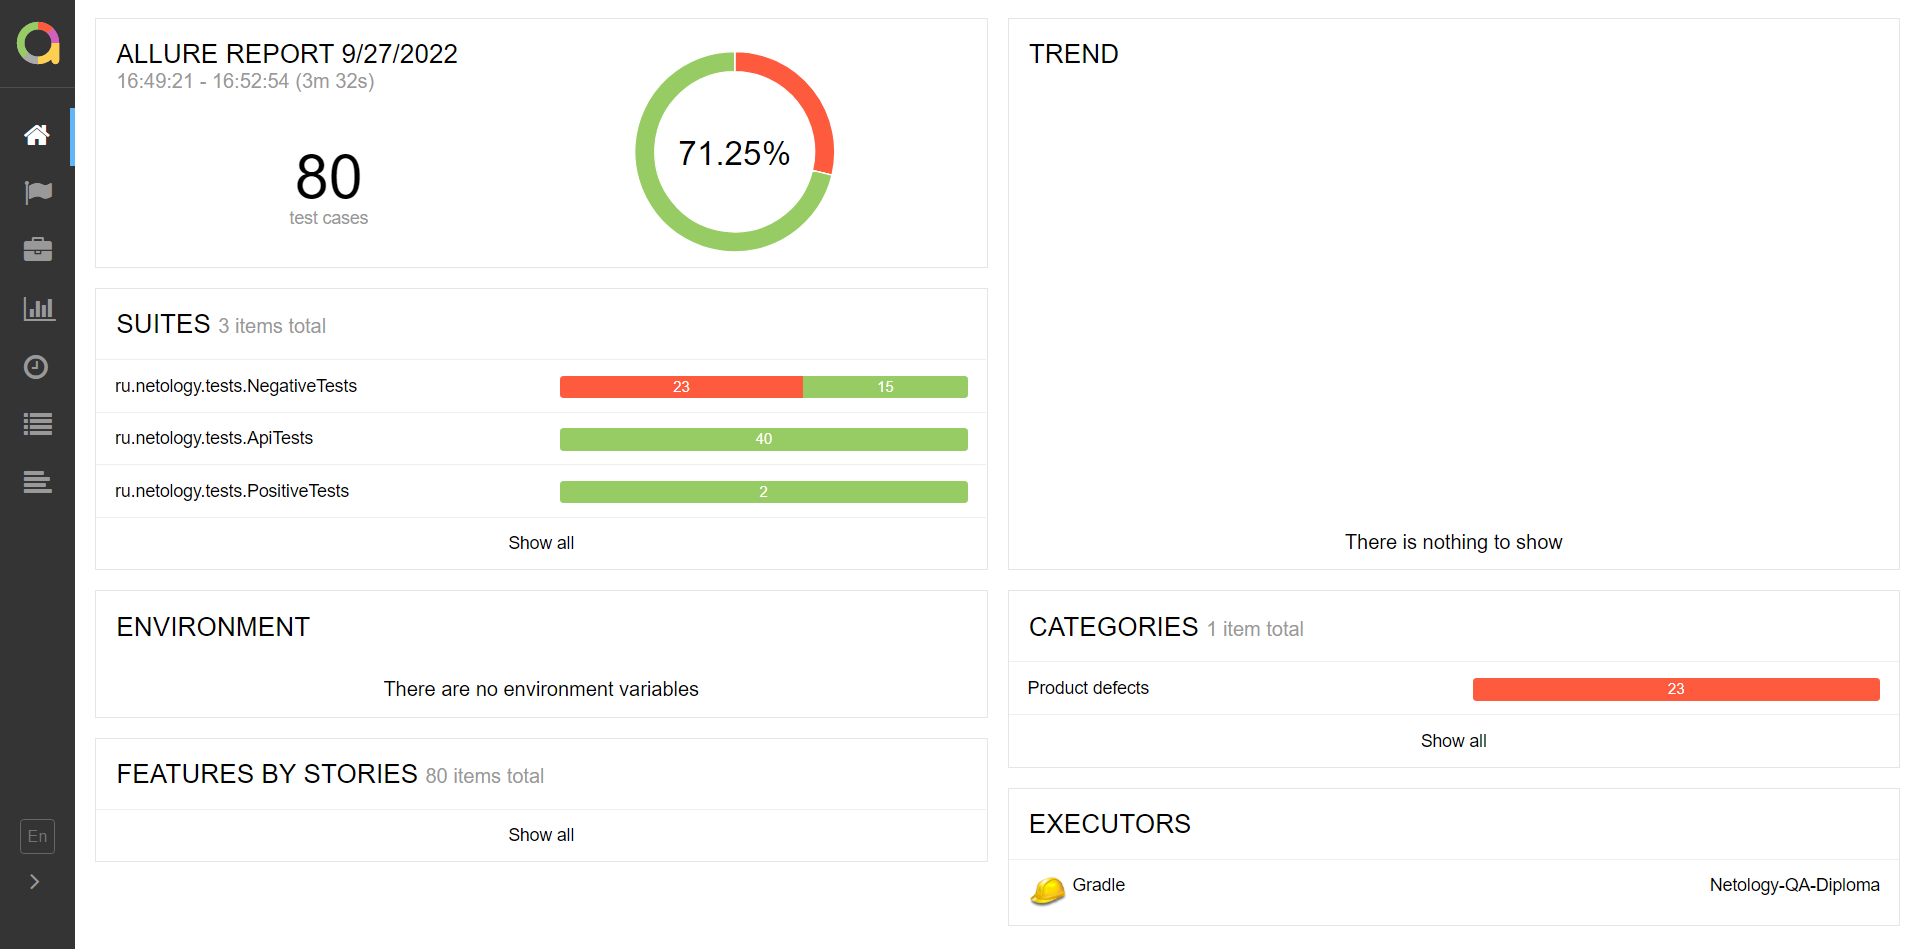 ALLURE REPORT 9/27/2022
16:49:21 - 16:52:54 (3m 32s)
80
test cases
71.25%
SUITES 3 items total
ru.netology.tests.NegativeTests 23 15
ru.netology.tests.ApiTests 40
ru.netology.tests.PositiveTests 2
Show all
ENVIRONMENT
There are no environment variables
FEATURES BY STORIES 80 items total
Show all
TREND
There is nothing to show
CATEGORIES 1 item total
Product defects 23
Show all
EXECUTORS
Gradle Netology-QA-Diploma
En